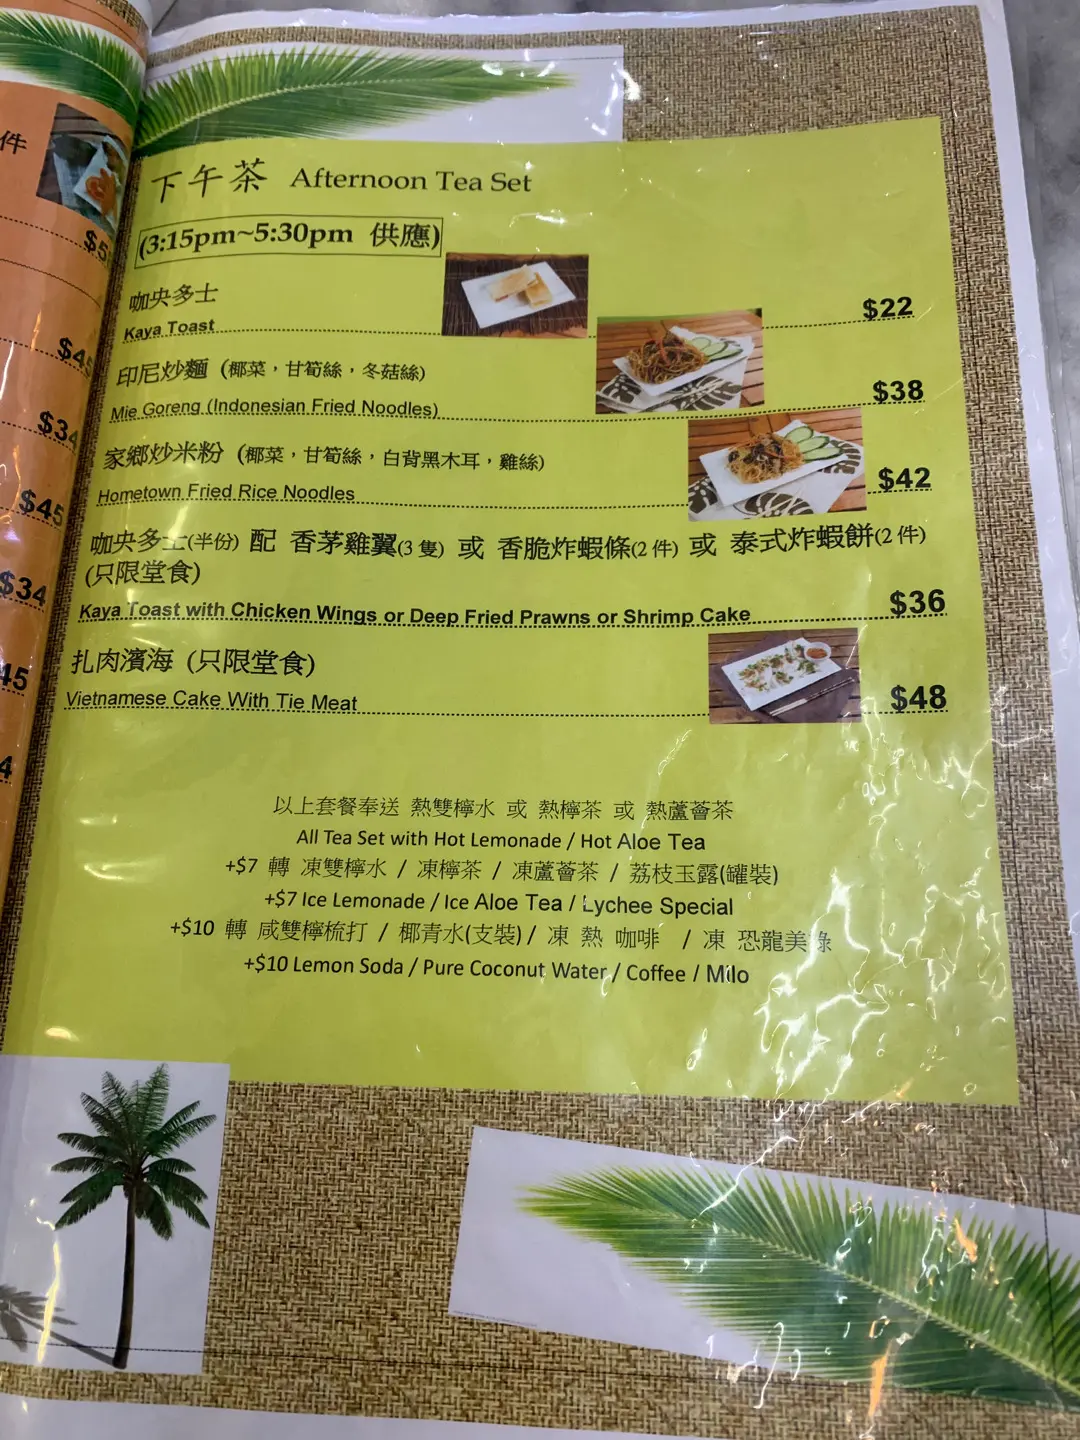 件
$5
$45
$34
$45
$34
45
4
下午茶 Afternoon Tea Set
(3:15pm~5:30pm 供應)
咖央多士
Kaya Toast $22
印尼炒麵 (椰菜，甘筍絲，冬菇絲)
Mie Goreng (Indonesian Fried Noodles) $38
家鄉炒米粉 (椰菜，甘筍絲，白背黑木耳，雞絲)
Hometown Fried Rice Noodles $42
咖央多士(半份) 配 香茅雞翼(3 隻) 或 香脆炸蝦條(2 件) 或 泰式炸蝦餅(2 件)
(只限堂食)
Kaya Toast with Chicken Wings or Deep Fried Prawns or Shrimp Cake $36
扎肉濱海 (只限堂食)
Vietnamese Cake With Tie Meat $48
以上套餐奉送 熱雙檸水 或 熱檸茶 或 熱蘆薈茶
All Tea Set with Hot Lemonade / Hot Aloe Tea
+$7 轉 凍雙檸水 / 凍檸茶 / 凍蘆薈茶 / 荔枝玉露(罐裝)
+$7 Ice Lemonade / Ice Aloe Tea / Lychee Special
+$10 轉 咸雙檸梳打 / 椰青水(支裝) / 凍 熱 咖啡 / 凍 恐龍美祿
+$10 Lemon Soda / Pure Coconut Water / Coffee / Milo